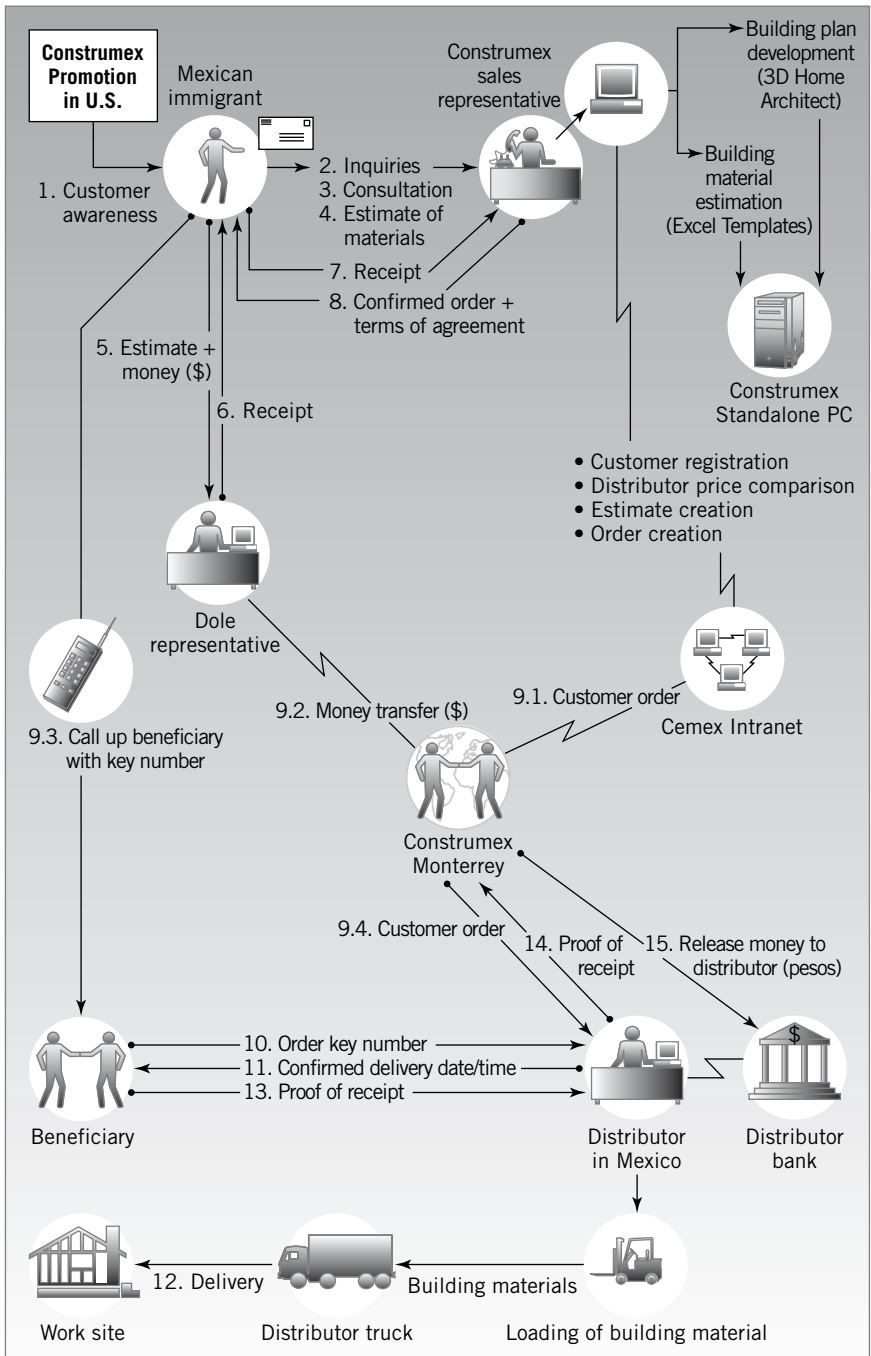 Construmex
Promotion
in U.S.
Mexican
immigrant
Construmex
sales
representative
Building plan
development
(3D Home
Architect)
1. Customer
awareness
2. Inquiries
3. Consultation
4. Estimate of
materials
Building
material
estimation
(Excel Templates)
7. Receipt
8. Confirmed order +
terms of agreement
5. Estimate +
money ($)
6. Receipt
Construmex
Standalone PC
• Customer registration
• Distributor price comparison
• Estimate creation
• Order creation
Dole
representative
9.3. Call up beneficiary
with key number
9.2. Money transfer ($)
9.1. Customer order
Cemex Intranet
Construmex
Monterrey
9.4. Customer order
14. Proof of
receipt
15. Release money to
distributor (pesos)
10. Order key number
11. Confirmed delivery date/time
13. Proof of receipt
$
Beneficiary
Distributor
in Mexico
Distributor
bank
12. Delivery
Building materials
Work site
Distributor truck
Loading of building material